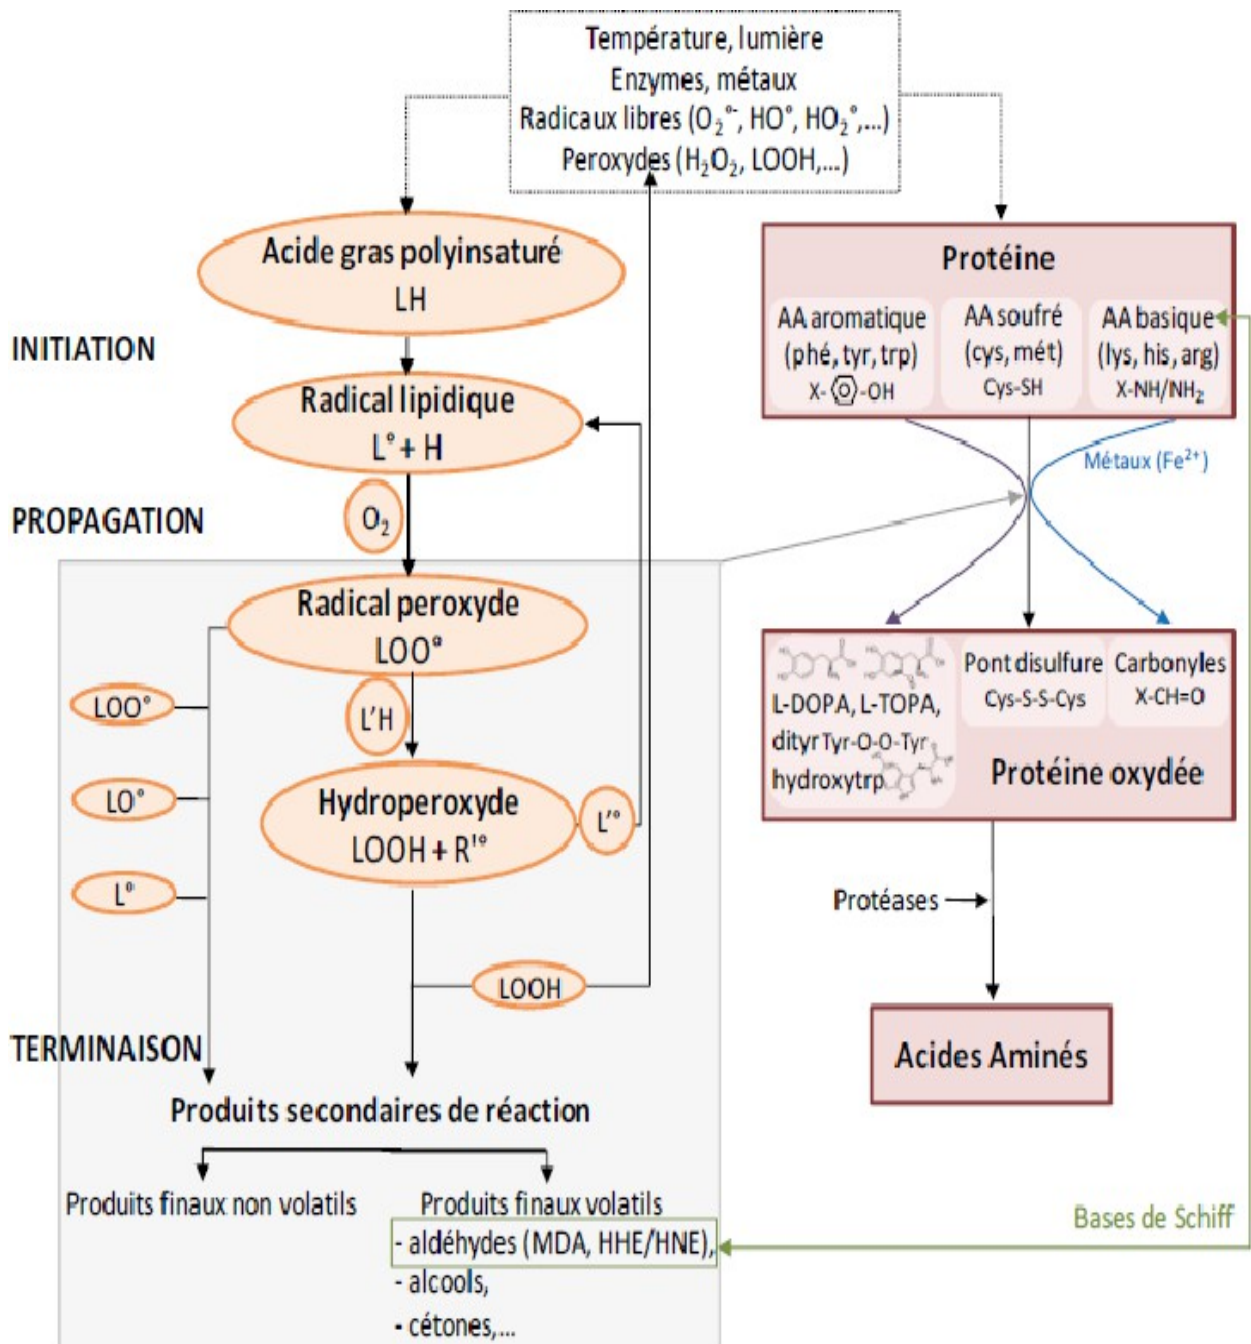 Température, lumière
Enzymes, métaux
Radicaux libres (O₂°⁻, HO°, HO₂°,...)
Peroxydes (H₂O₂, LOOH,...)
Acide gras polyinsaturé
LH
INITIATION
Radical lipidique
L° + H
O₂
PROPAGATION
Radical peroxyde
LOO°
L'H
LOO°
LO°
L°
Hydroperoxyde
LOOH + R'°
L'°
LOOH
TERMINAISON
Produits secondaires de réaction
Produits finaux non volatils
Produits finaux volatils
- aldéhydes (MDA, HHE/HNE),
- alcools,
- cétones,...
Protéine
AA aromatique
(phé, tyr, trp)
X- -OH
AA soufré
(cys, mét)
Cys-SH
AA basique
(lys, his, arg)
X-NH/NH₂
Métaux (Fe²⁺)
L-DOPA, L-TOPA,
dityr Tyr-O-O-Tyr
hydroxytrp
Pont disulfure
Cys-S-S-Cys
Carbonyles
X-CH=O
Protéine oxydée
Protéases
Acides Aminés
Bases de Schiff